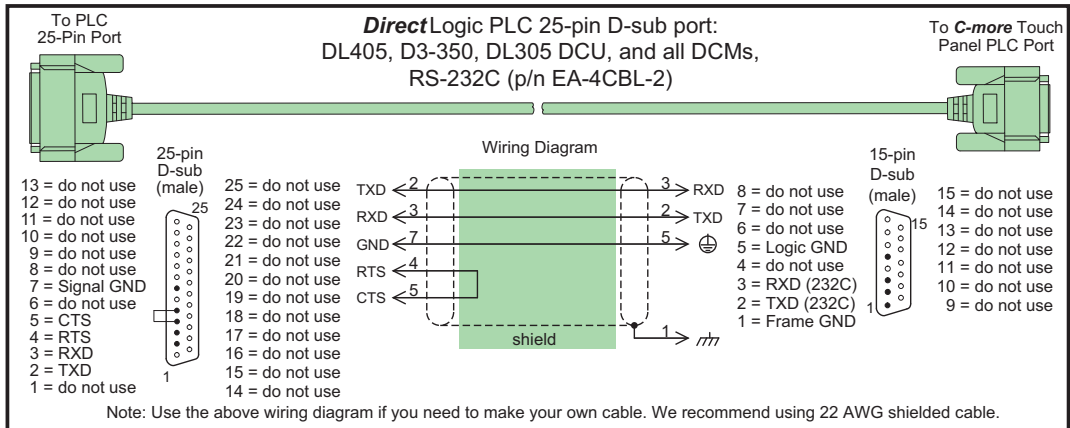 To PLC
25-Pin Port
DirectLogic PLC 25-pin D-sub port:
DL405, D3-350, DL305 DCU, and all DCMs,
RS-232C (p/n EA-4CBL-2)
To C-more Touch
Panel PLC Port
Wiring Diagram
25-pin
D-sub
(male)
13 = do not use
12 = do not use
11 = do not use
10 = do not use
9 = do not use
8 = do not use
7 = Signal GND
6 = do not use
5 = CTS
4 = RTS
3 = RXD
2 = TXD
1 = do not use
25
1
25 = do not use
24 = do not use
23 = do not use
22 = do not use
21 = do not use
20 = do not use
19 = do not use
18 = do not use
17 = do not use
16 = do not use
15 = do not use
14 = do not use
TXD 2 3 RXD
RXD 3 2 TXD
GND 7 5
RTS 4
CTS 5
shield
1
8 = do not use
7 = do not use
6 = do not use
5 = Logic GND
4 = do not use
3 = RXD (232C)
2 = TXD (232C)
1 = Frame GND
15-pin
D-sub
(male)
15
1
15 = do not use
14 = do not use
13 = do not use
12 = do not use
11 = do not use
10 = do not use
9 = do not use
Note: Use the above wiring diagram if you need to make your own cable. We recommend using 22 AWG shielded cable.